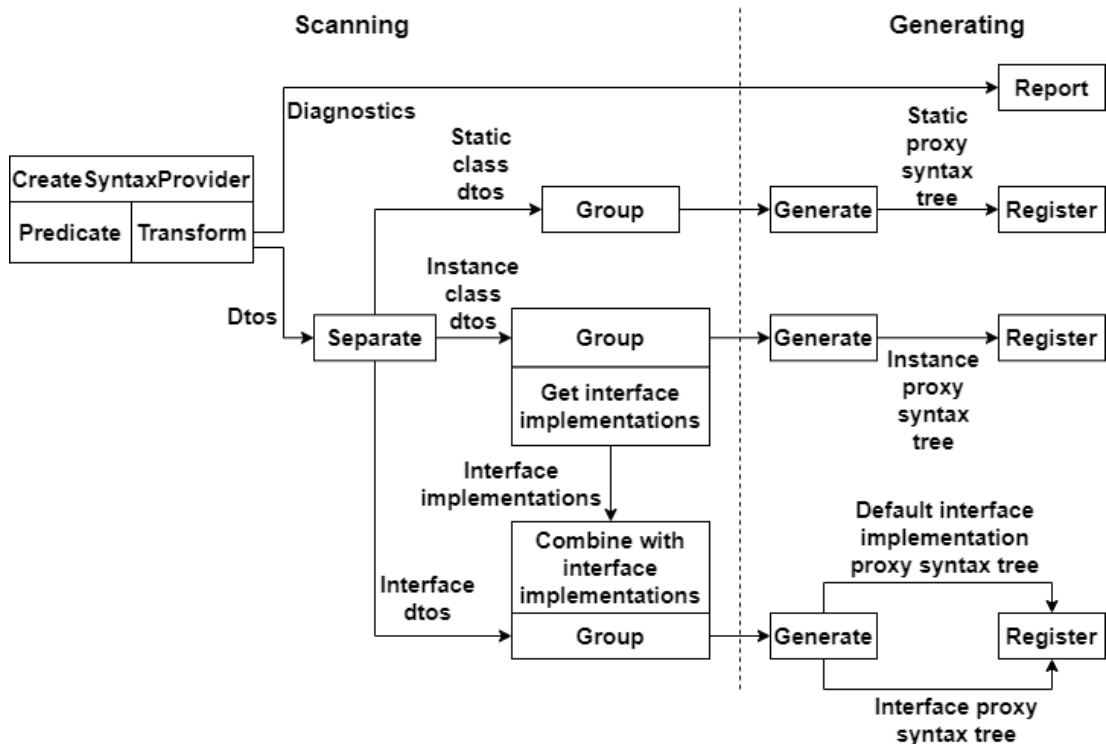 Scanning
Generating
Report
Diagnostics
Static
class
dtos
Static
proxy
syntax
tree
CreateSyntaxProvider
Predicate
Transform
Group
Generate
Register
Dtos
Separate
Instance
class
dtos
Group
Get interface
implementations
Generate
Register
Instance
proxy
syntax
tree
Interface
implementations
Combine with
interface
implementations
Group
Interface
dtos
Default interface
implementation
proxy syntax tree
Generate
Register
Interface proxy
syntax tree